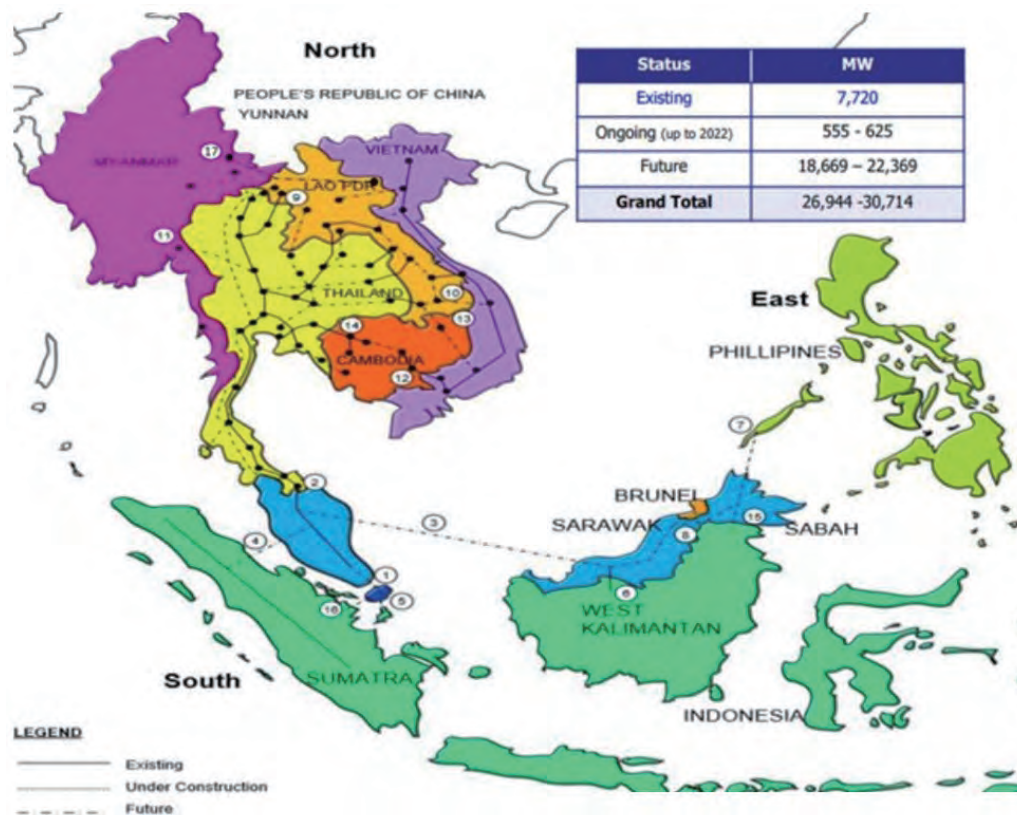 North
PEOPLE'S REPUBLIC OF CHINA
YUNNAN
Status MW
Existing 7,720
Ongoing (up to 2022) 555 - 625
Future 18,669 – 22,369
Grand Total 26,944 -30,714
17
MYANMAR
VIETNAM
LAO PDR
9
11
THAILAND
10
East
14
13
CAMBODIA
12
PHILLIPINES
7
2
BRUNEI
3
SARAWAK
15
SABAH
8
4
1
5
6
16
WEST
KALIMANTAN
South
SUMATRA
INDONESIA
LEGEND
Existing
Under Construction
Future